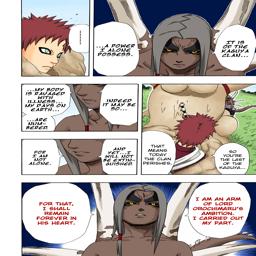 IT IS
OF THE
KAGUYA
CLAN...
...A POWER
I ALONE
POSSESS.
SO
YOU'RE
THE LAST
OF THE
KAGUYA.
THAT
MEANS
TODAY
THE CLAN
PERISHES.
INDEED IT
MAY BE
SO...
...MY BODY
IS RAVAGED
WITH
ILLNESS...
MY DAYS ON
EARTH...
...ARE
NUMBERED.
AND
YET...I
WILL NOT
BE EXTIN-
GUISHED.
FOR I
AM
NOT
ALONE.
I AM AN ARM
OF LORD
OROCHIMARU'S
AMBITION.
I CARRIED OUT
MY PART.
FOR THAT,
I SHALL
REMAIN
FOREVER IN
HIS HEART.